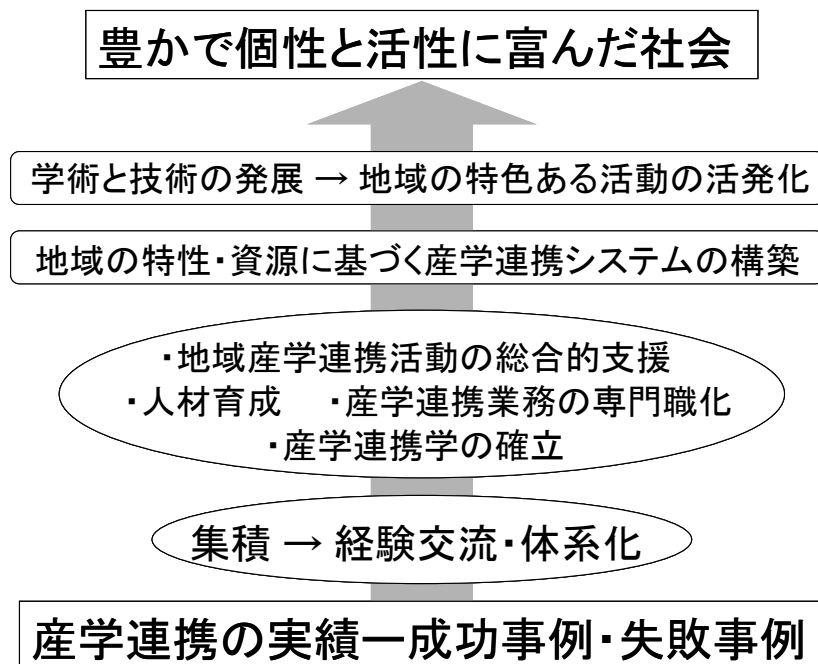 豊かで個性と活性に富んだ社会
学術と技術の発展 → 地域の特色ある活動の活発化
地域の特性・資源に基づく産学連携システムの構築
・地域産学連携活動の総合的支援
・人材育成　・産学連携業務の専門職化
・産学連携学の確立
集積 → 経験交流・体系化
産学連携の実績―成功事例・失敗事例